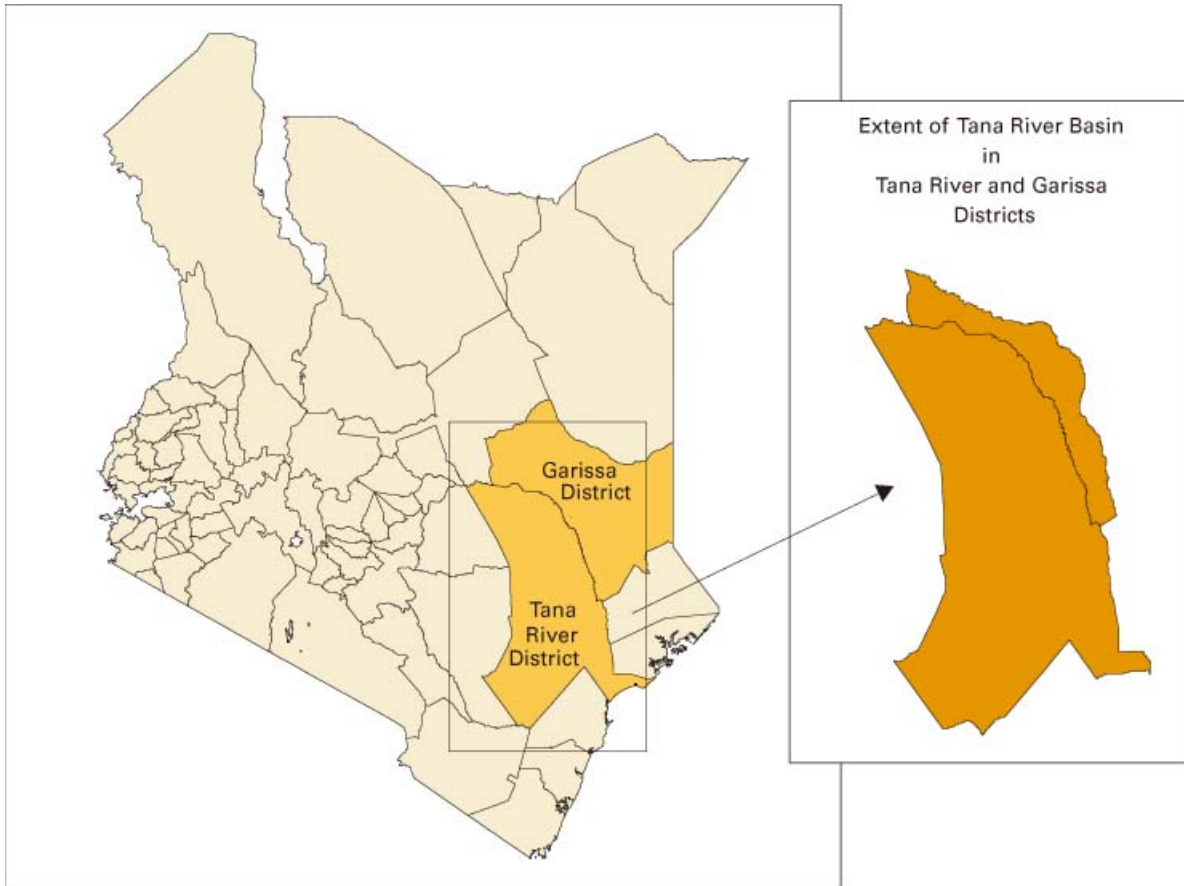 Extent of Tana River Basin
in
Tana River and Garissa
Districts
Garissa
District
Tana
River
District